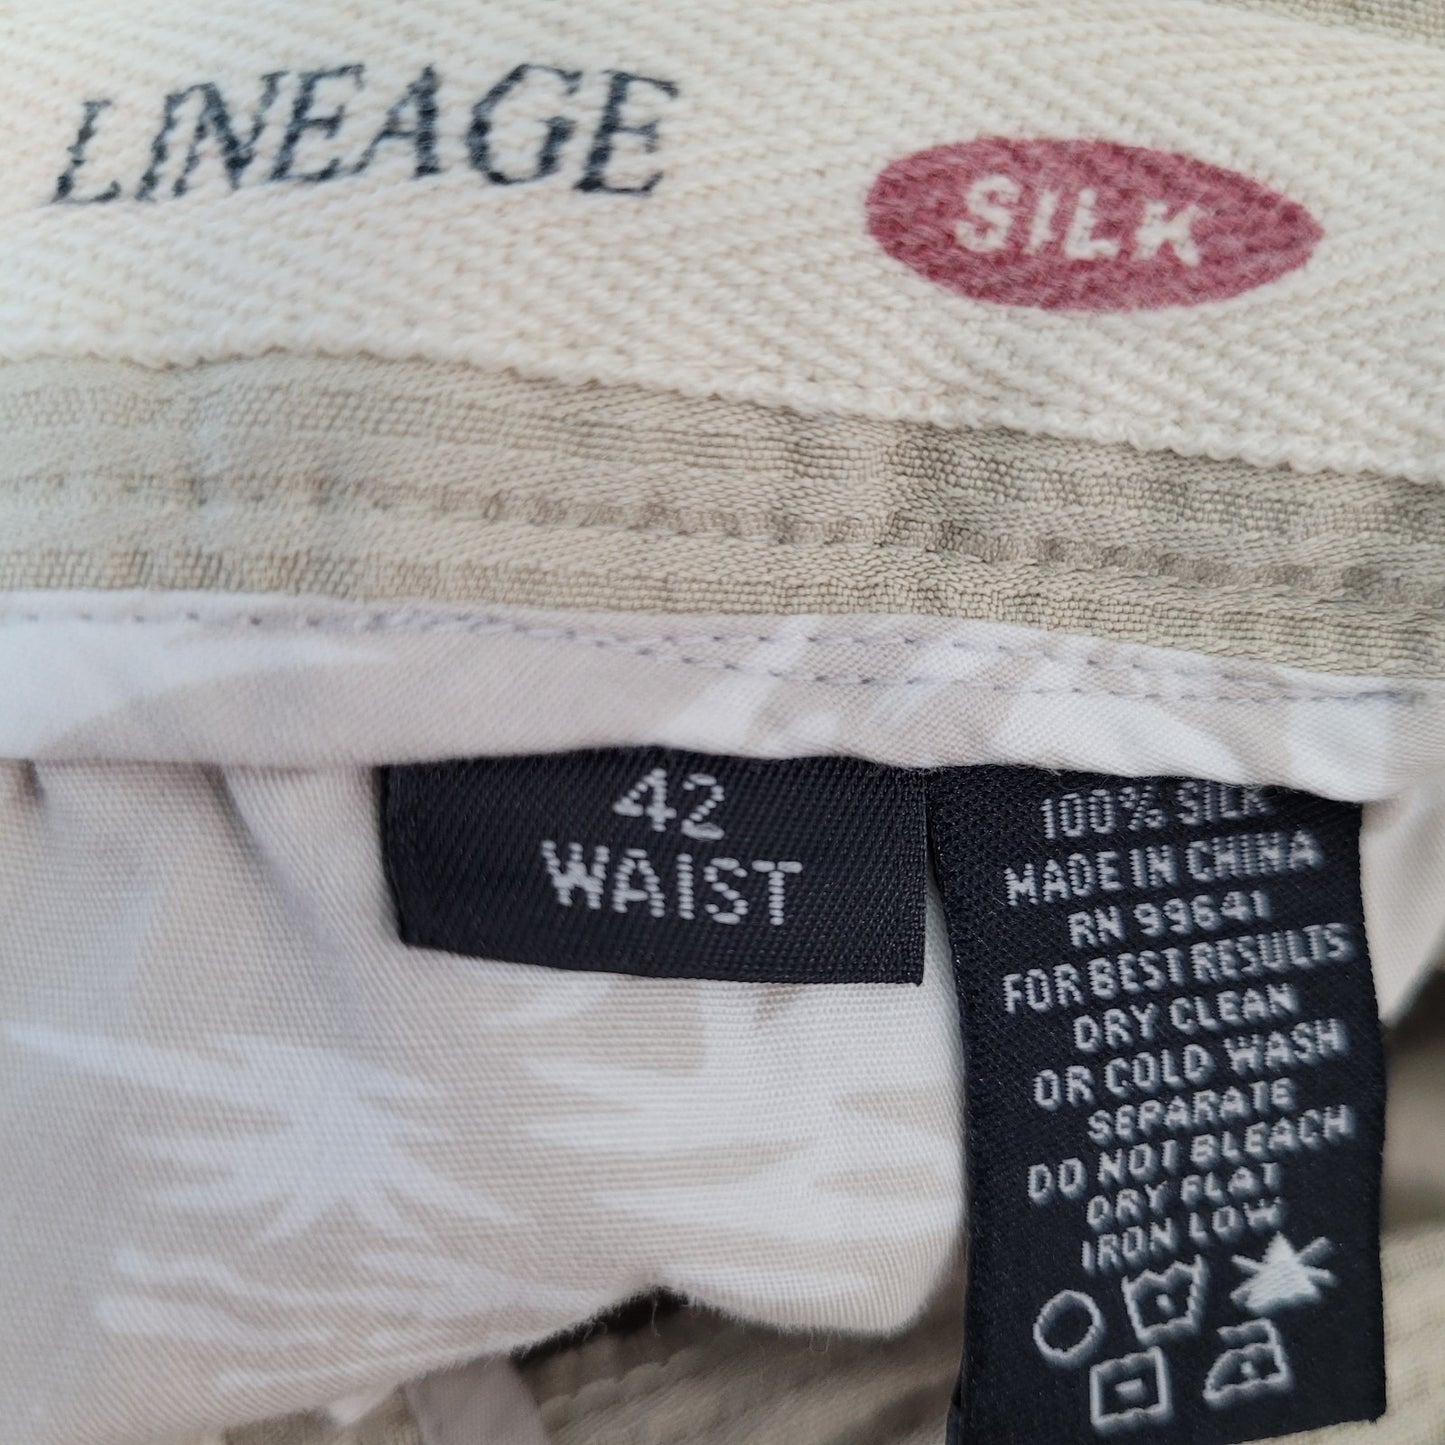 LINEAGE
SILK
42
WAIST
100% SILK
MADE IN CHINA
RN 99641
FOR BEST RESULTS
DRY CLEAN
OR COLD WASH
SEPARATE
DO NOT BLEACH
DRY FLAT
IRON LOW